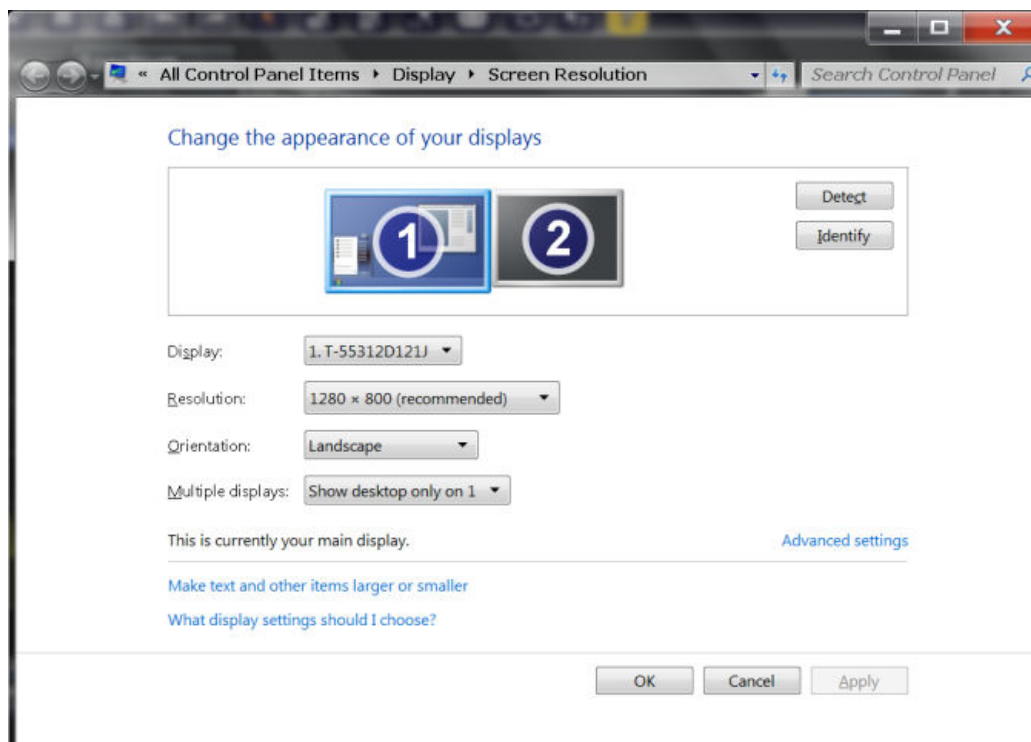 « All Control Panel Items ▸ Display ▸ Screen Resolution Search Control Panel
Change the appearance of your displays
1 2
Detect
Identify
Display: 1. T-55312D121J
Resolution: 1280 × 800 (recommended)
Orientation: Landscape
Multiple displays: Show desktop only on 1
This is currently your main display. Advanced settings
Make text and other items larger or smaller
What display settings should I choose?
OK Cancel Apply